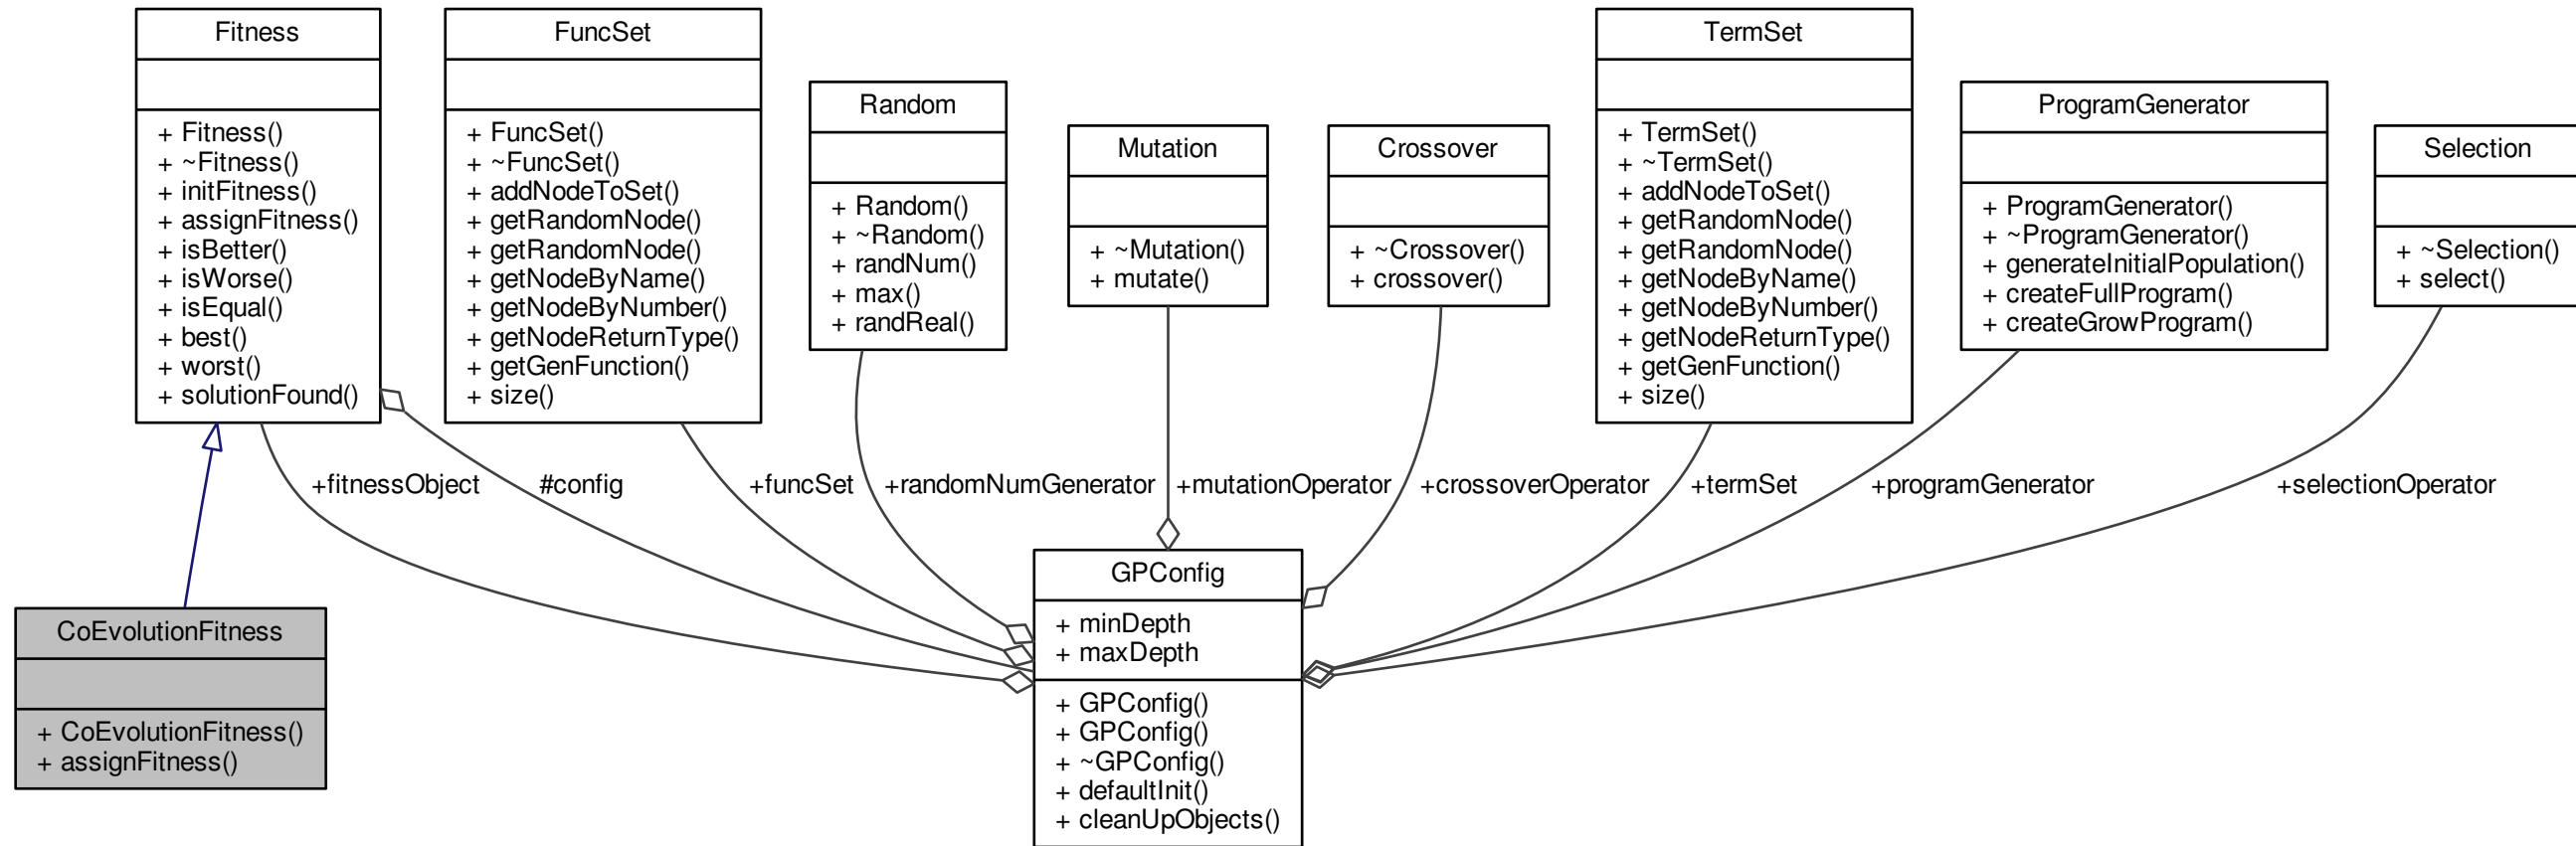 Fitness
+ Fitness()
+ ~Fitness()
+ initFitness()
+ assignFitness()
+ isBetter()
+ isWorse()
+ isEqual()
+ best()
+ worst()
+ solutionFound()
FuncSet
+ FuncSet()
+ ~FuncSet()
+ addNodeToSet()
+ getRandomNode()
+ getRandomNode()
+ getNodeByName()
+ getNodeByNumber()
+ getNodeReturnType()
+ getGenFunction()
+ size()
Random
+ Random()
+ ~Random()
+ randNum()
+ max()
+ randReal()
Mutation
+ ~Mutation()
+ mutate()
Crossover
+ ~Crossover()
+ crossover()
TermSet
+ TermSet()
+ ~TermSet()
+ addNodeToSet()
+ getRandomNode()
+ getRandomNode()
+ getNodeByName()
+ getNodeByNumber()
+ getNodeReturnType()
+ getGenFunction()
+ size()
ProgramGenerator
+ ProgramGenerator()
+ ~ProgramGenerator()
+ generateInitialPopulation()
+ createFullProgram()
+ createGrowProgram()
Selection
+ ~Selection()
+ select()
+fitnessObject
#config
+funcSet
+randomNumGenerator
+mutationOperator
+crossoverOperator
+termSet
+programGenerator
+selectionOperator
CoEvolutionFitness
+ CoEvolutionFitness()
+ assignFitness()
GPConfig
+ minDepth
+ maxDepth
+ GPConfig()
+ GPConfig()
+ ~GPConfig()
+ defaultInit()
+ cleanUpObjects()